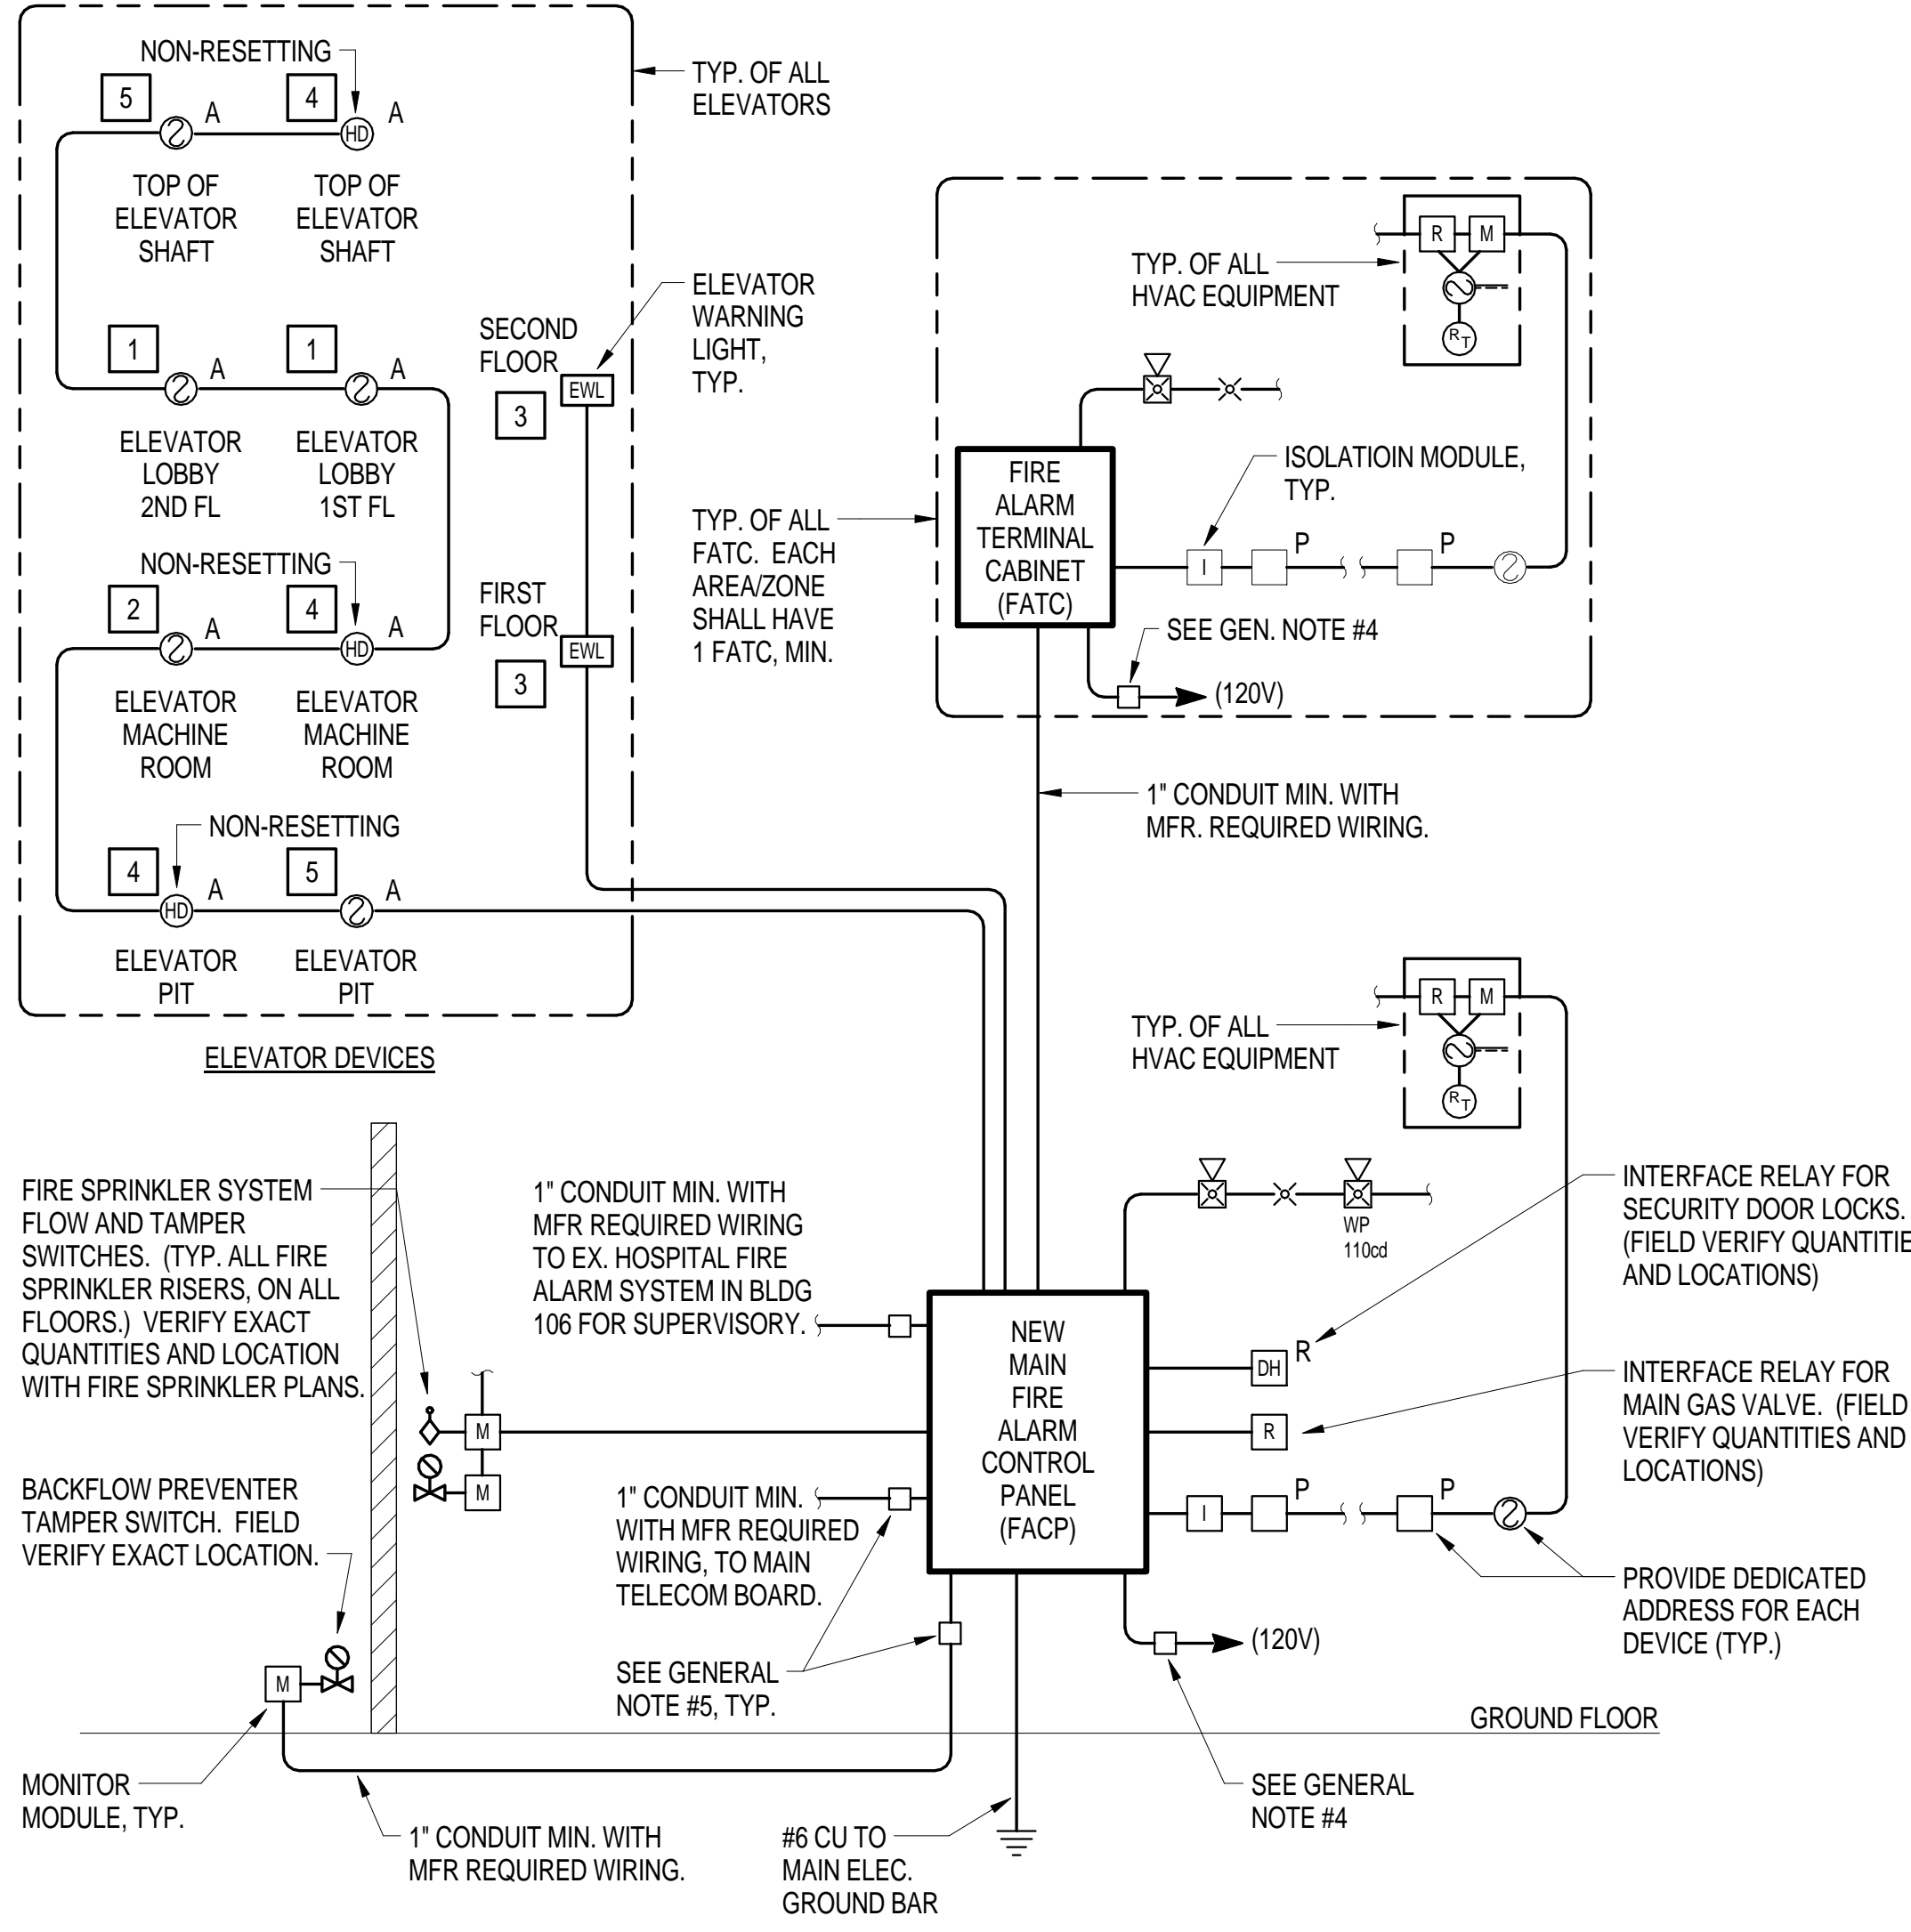 NON-RESETTING
5
A
4
A
HD
TOP OF
ELEVATOR
SHAFT
TOP OF
ELEVATOR
SHAFT
1
A
1
A
ELEVATOR
LOBBY
2ND FL
ELEVATOR
LOBBY
1ST FL
NON-RESETTING
2
A
4
A
HD
ELEVATOR
MACHINE
ROOM
ELEVATOR
MACHINE
ROOM
NON-RESETTING
4
A
HD
5
A
ELEVATOR
PIT
ELEVATOR
PIT
ELEVATOR DEVICES
SECOND
FLOOR
3
EWL
FIRST
FLOOR
3
EWL
TYP. OF ALL
ELEVATORS
ELEVATOR
WARNING
LIGHT,
TYP.
TYP. OF ALL
FATC. EACH
AREA/ZONE
SHALL HAVE
1 FATC, MIN.
TYP. OF ALL
HVAC EQUIPMENT
R
M
RT
FIRE
ALARM
TERMINAL
CABINET
(FATC)
ISOLATIOIN MODULE,
TYP.
I
P
P
SEE GEN. NOTE #4
(120V)
1" CONDUIT MIN. WITH
MFR. REQUIRED WIRING.
TYP. OF ALL
HVAC EQUIPMENT
R
M
RT
WP
110cd
FIRE SPRINKLER SYSTEM
FLOW AND TAMPER
SWITCHES. (TYP. ALL FIRE
SPRINKLER RISERS, ON ALL
FLOORS.) VERIFY EXACT
QUANTITIES AND LOCATION
WITH FIRE SPRINKLER PLANS.
1" CONDUIT MIN. WITH
MFR REQUIRED WIRING
TO EX. HOSPITAL FIRE
ALARM SYSTEM IN BLDG
106 FOR SUPERVISORY.
M
M
NEW
MAIN
FIRE
ALARM
CONTROL
PANEL
(FACP)
DH
R
R
I
P
P
INTERFACE RELAY FOR
SECURITY DOOR LOCKS.
(FIELD VERIFY QUANTITIE
AND LOCATIONS)
INTERFACE RELAY FOR
MAIN GAS VALVE. (FIELD
VERIFY QUANTITIES AND
LOCATIONS)
PROVIDE DEDICATED
ADDRESS FOR EACH
DEVICE (TYP.)
BACKFLOW PREVENTER
TAMPER SWITCH. FIELD
VERIFY EXACT LOCATION.
1" CONDUIT MIN.
WITH MFR REQUIRED
WIRING, TO MAIN
TELECOM BOARD.
SEE GENERAL
NOTE #5, TYP.
M
(120V)
GROUND FLOOR
MONITOR
MODULE, TYP.
1" CONDUIT MIN. WITH
MFR REQUIRED WIRING.
#6 CU TO
MAIN ELEC.
GROUND BAR
SEE GENERAL
NOTE #4